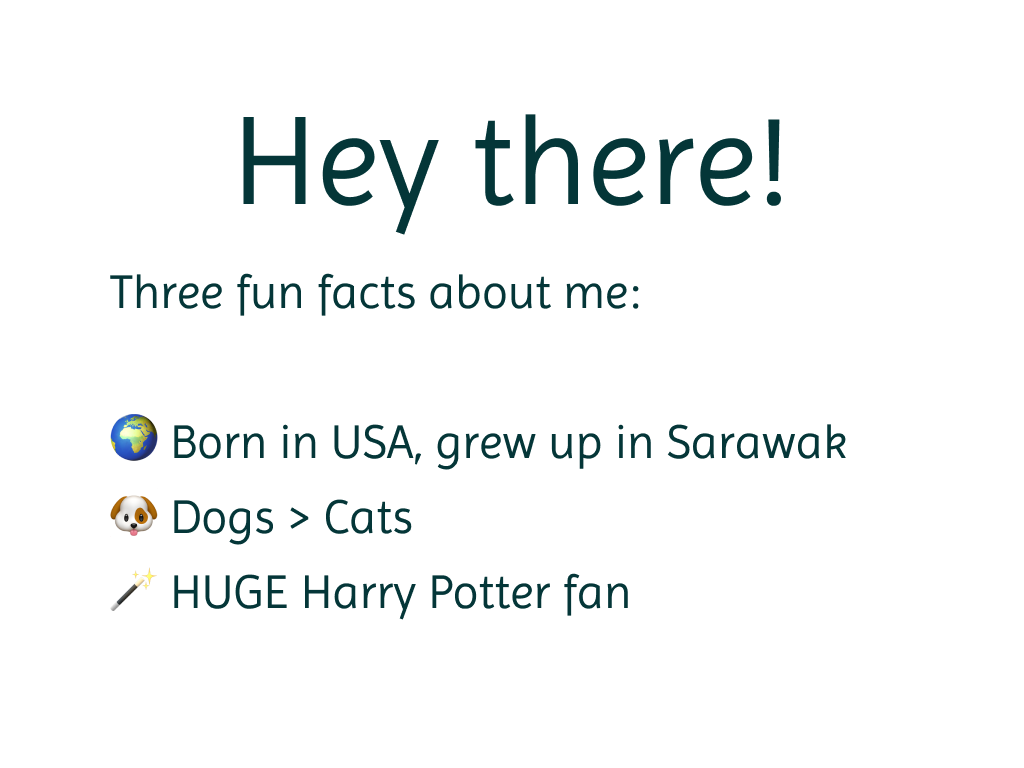 Hey there!
Three fun facts about me:
🌍 Born in USA, grew up in Sarawak
🐶 Dogs > Cats
🪄 HUGE Harry Potter fan